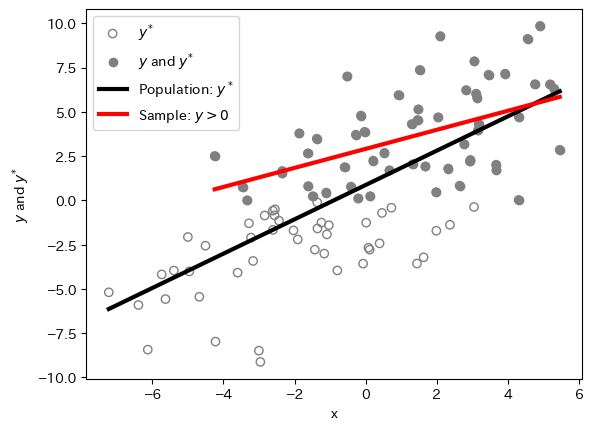 y*
y and y*
Population: y*
Sample: y > 0
10.0
7.5
5.0
2.5
0.0
−2.5
−5.0
−7.5
−10.0
y and y*
−6 −4 −2 0 2 4 6
x